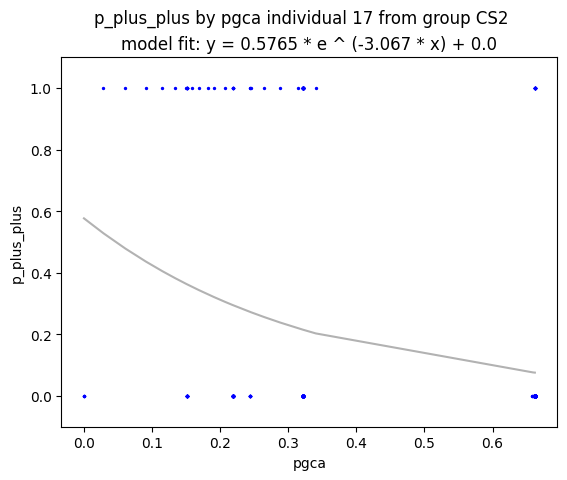 p_plus_plus by pgca individual 17 from group CS2
model fit: y = 0.5765 * e ^ (-3.067 * x) + 0.0
1.0
0.8
0.6
0.4
0.2
0.0
p_plus_plus
0.0 0.1 0.2 0.3 0.4 0.5 0.6
pgca